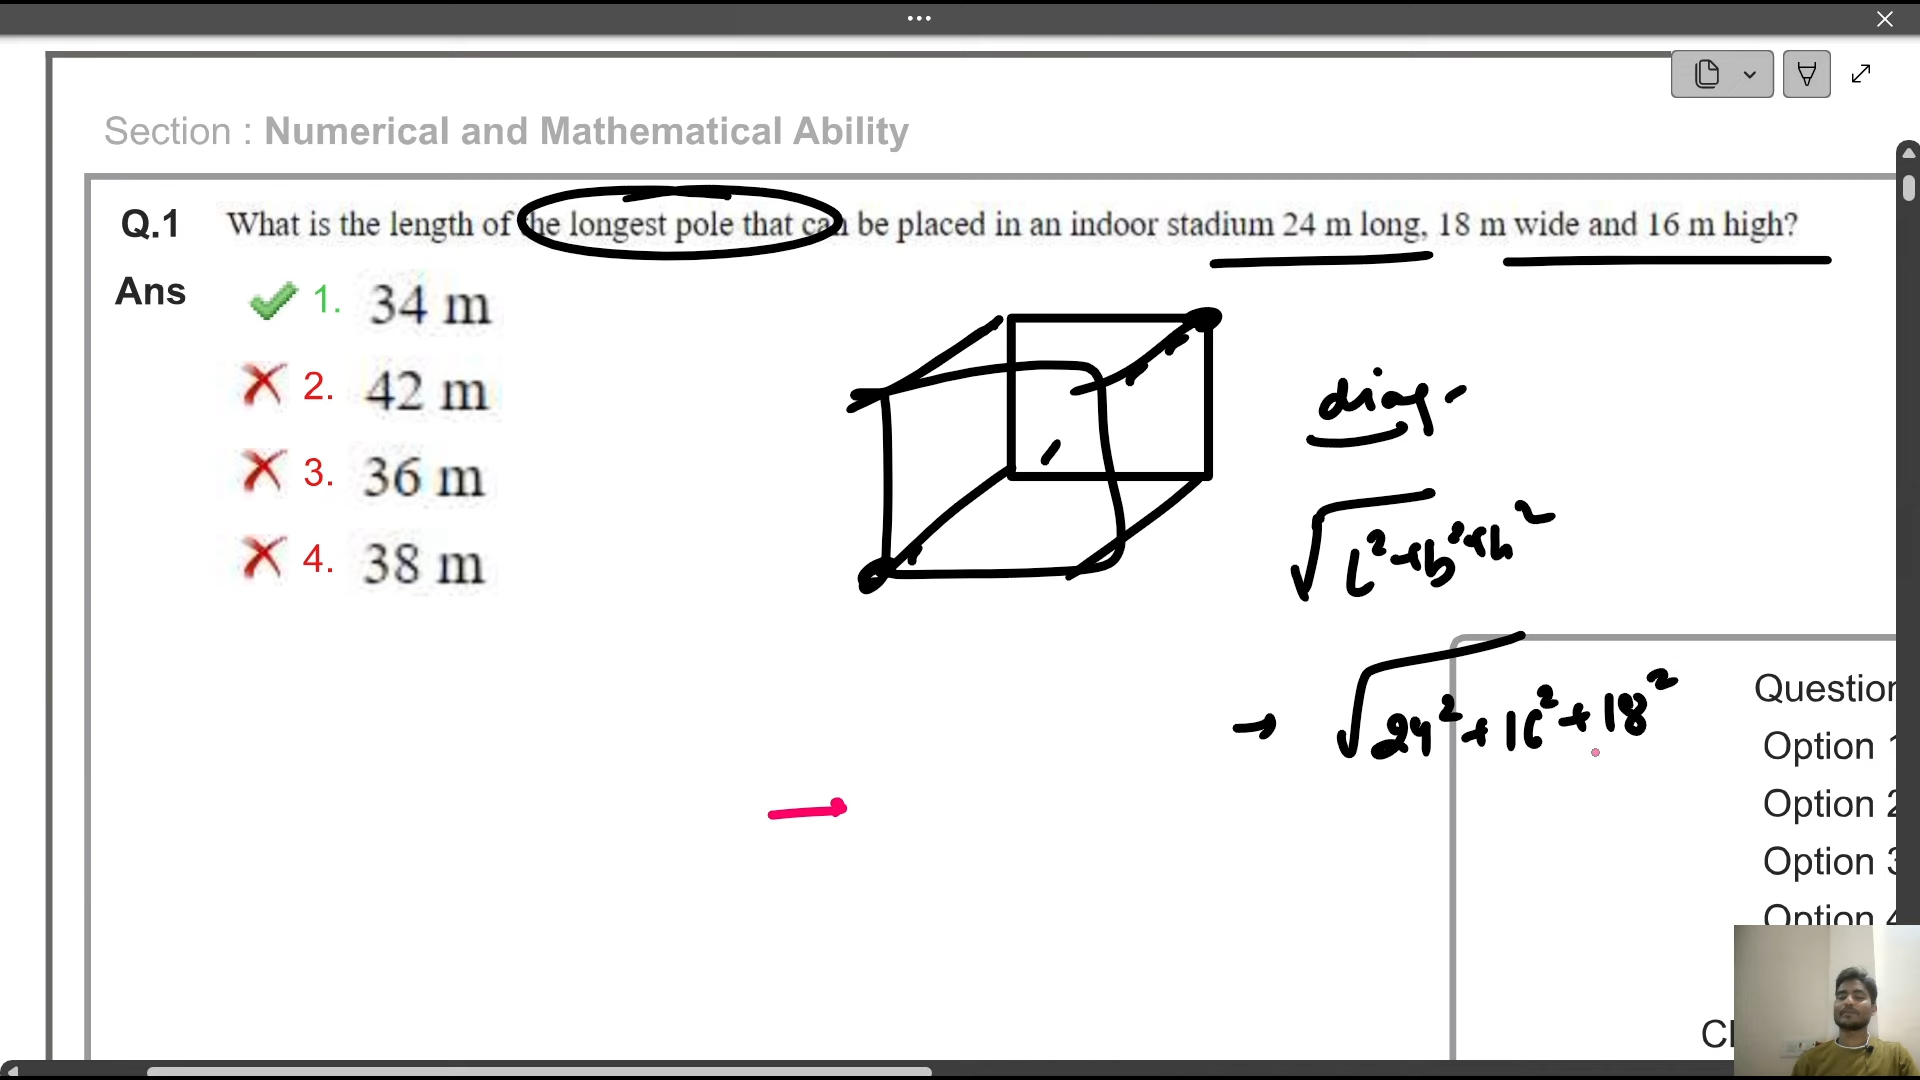 Section : Numerical and Mathematical Ability
Q.1 What is the length of the longest pole that can be placed in an indoor stadium 24 m long, 18 m wide and 16 m high?
Ans 1. 34 m
2. 42 m
3. 36 m
4. 38 m
diag.
√l²+b²+h²
→ √24²+16²+18²
Question
Option 1
Option 2
Option 3
Option 4